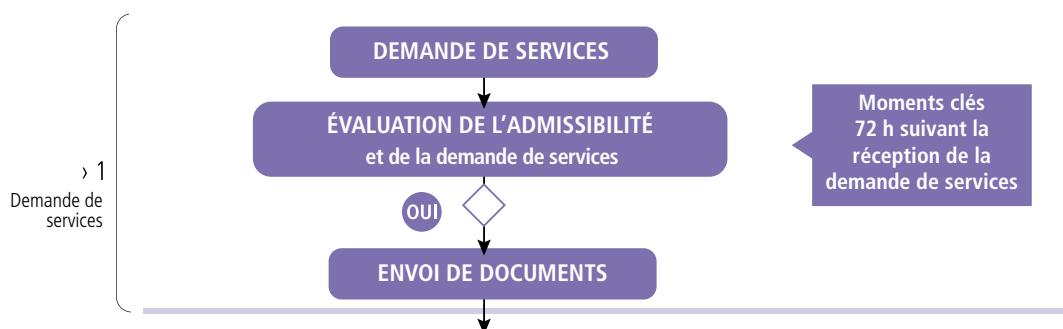 DEMANDE DE SERVICES
ÉVALUATION DE L'ADMISSIBILITÉ
et de la demande de services
Moments clés
72 h suivant la
réception de la
demande de services
› 1
Demande de
services
OUI
ENVOI DE DOCUMENTS